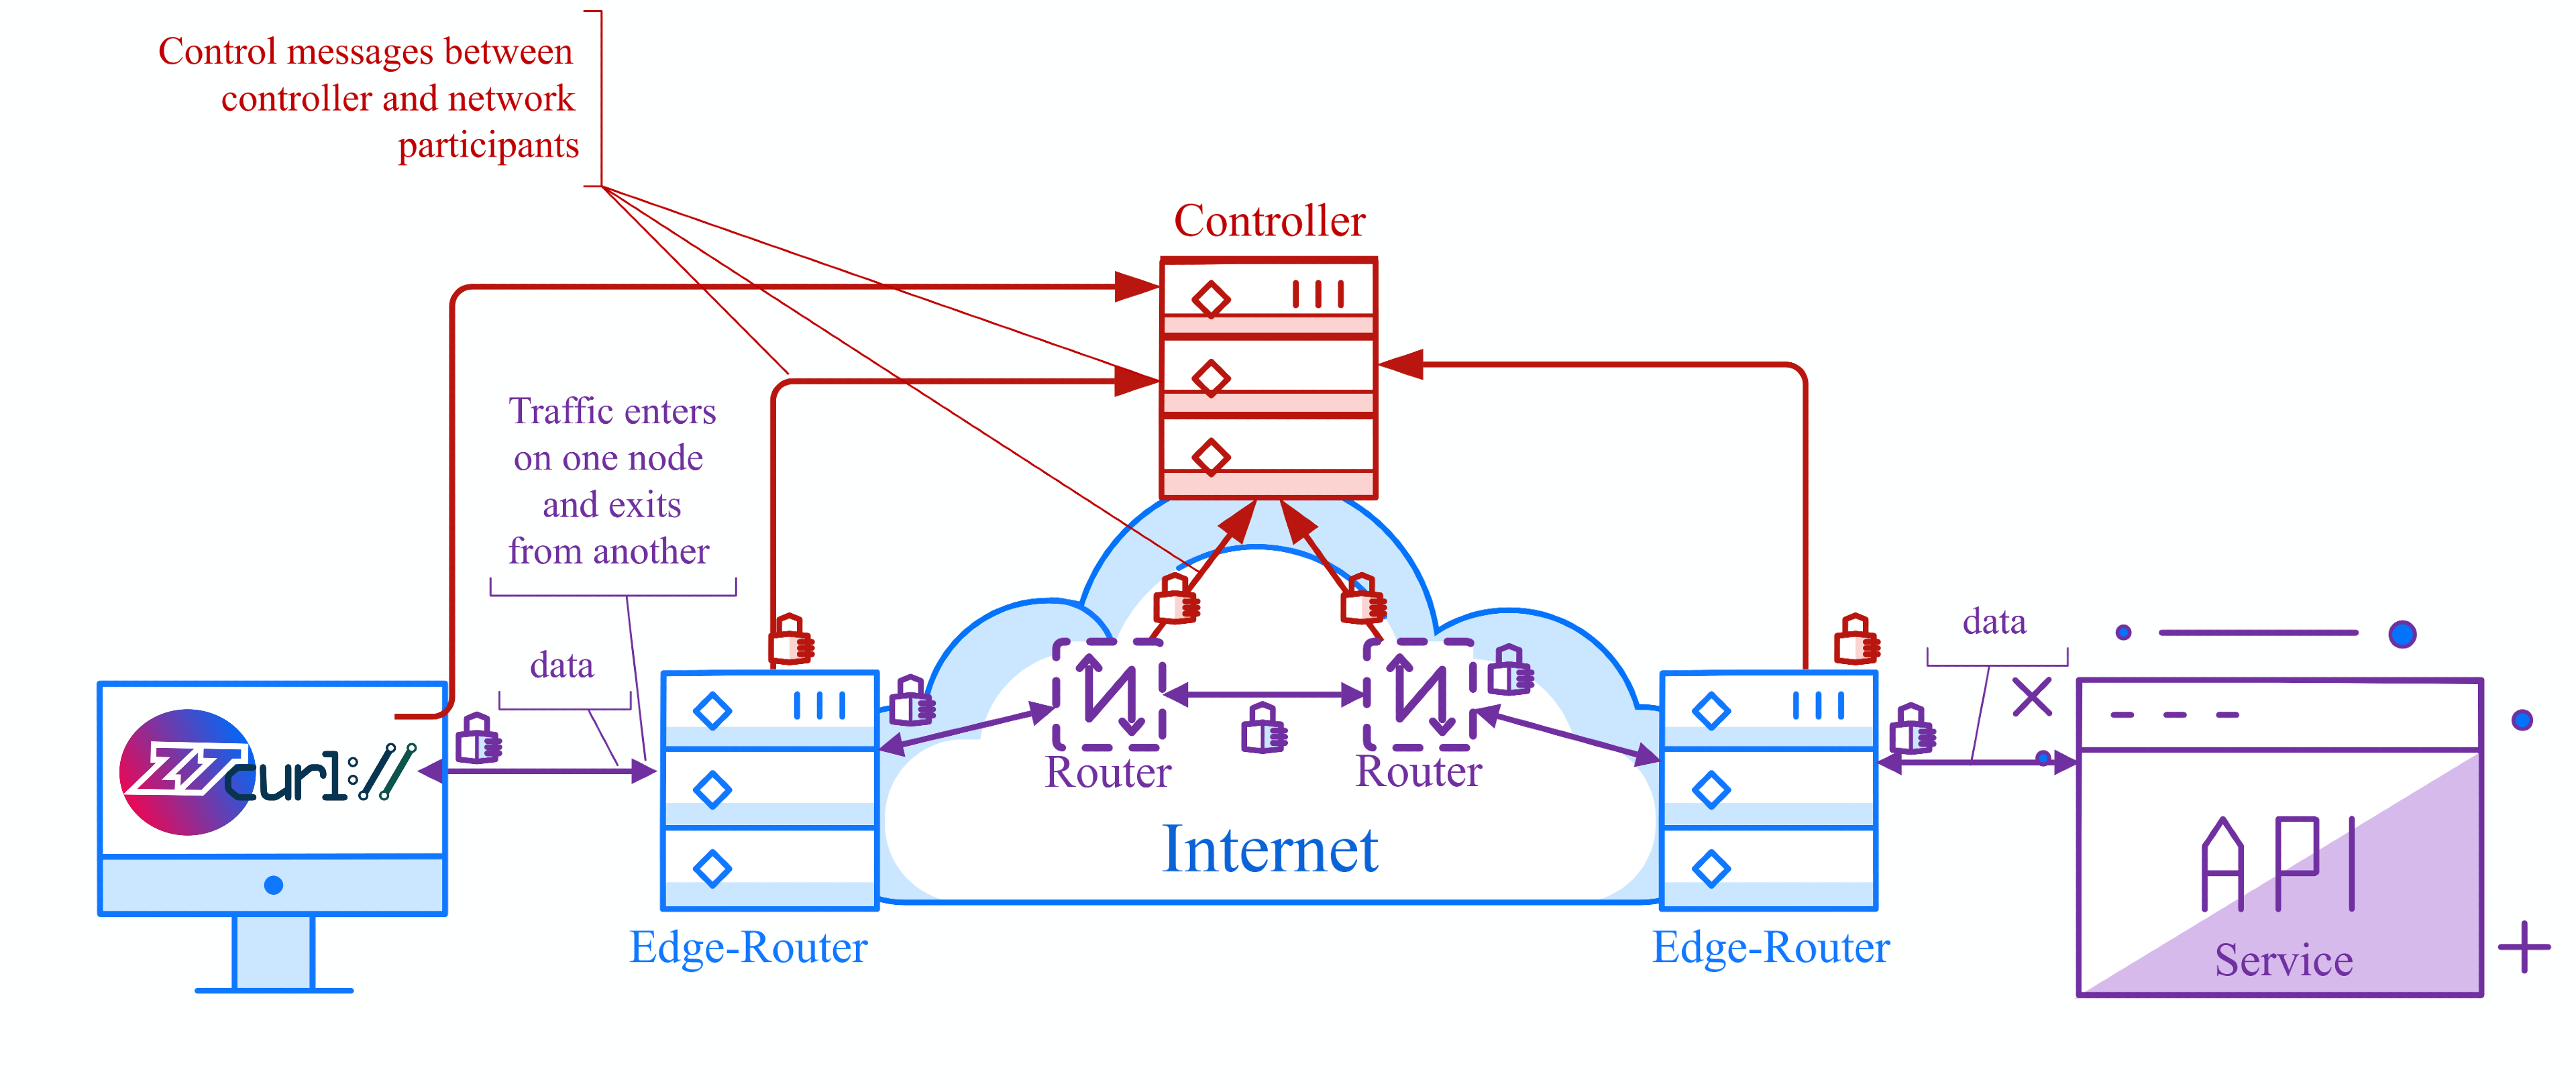 Control messages between
controller and network
participants
Controller
Traffic enters
on one node
and exits
from another
data
data
curl://
Router
Router
Internet
API
Service
Edge-Router
Edge-Router